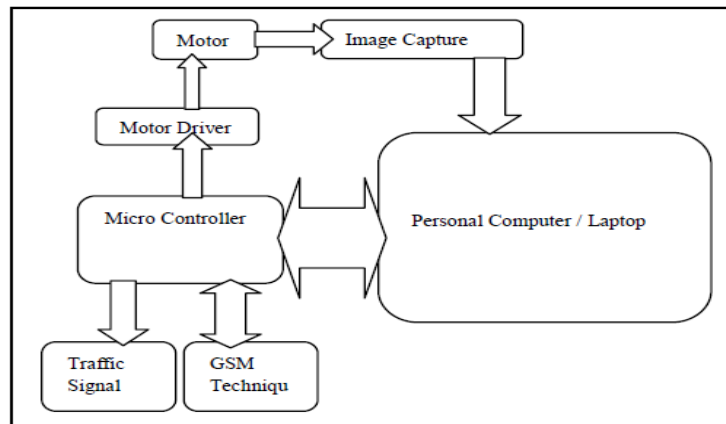 Motor
Image Capture
Motor Driver
Micro Controller
Personal Computer / Laptop
Traffic
Signal
GSM
Techniqu